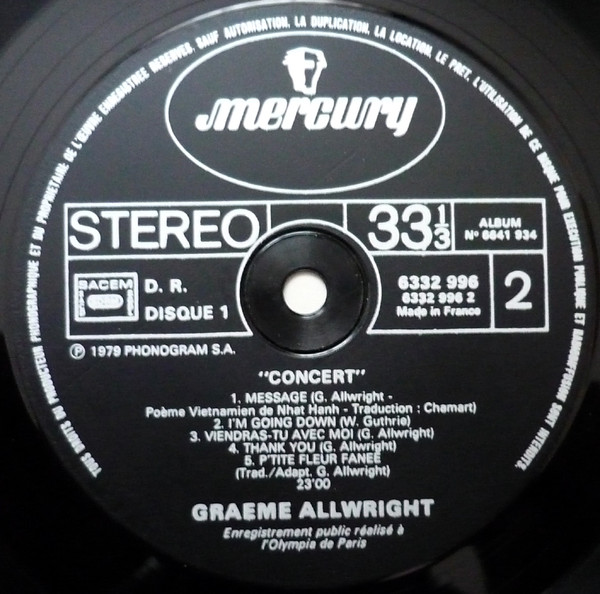 TOUS DROITS DU PRODUCTEUR PHONOGRAPHIQUE ET DU PROPRIETAIRE DE L'ŒUVRE ENREGISTREE RESERVES. SAUF AUTORISATION, LA DUPLICATION, LA LOCATION, LE PRET, L'UTILISATION DE CE DISQUE POUR EXECUTION PUBLIQUE ET RADIODIFFUSION SONT INTERDITS.
mercury
STEREO
33 1/3
ALBUM
N° 6641 934
SACEM
D. R.
DISQUE 1
6332 996
6332 996 2
Made in France
2
℗ 1979 PHONOGRAM S.A.
"CONCERT"
1. MESSAGE (G. Allwright -
Poème Vietnamien de Nhat Hanh - Traduction : Chamart)
2. I'M GOING DOWN (W. Guthrie)
3. VIENDRAS-TU AVEC MOI (G. Allwright)
4. THANK YOU (G. Allwright)
5. P'TITE FLEUR FANÉE
(Trad./Adapt. G. Allwright)
23'00
GRAEME ALLWRIGHT
Enregistrement public réalisé à
l'Olympia de Paris